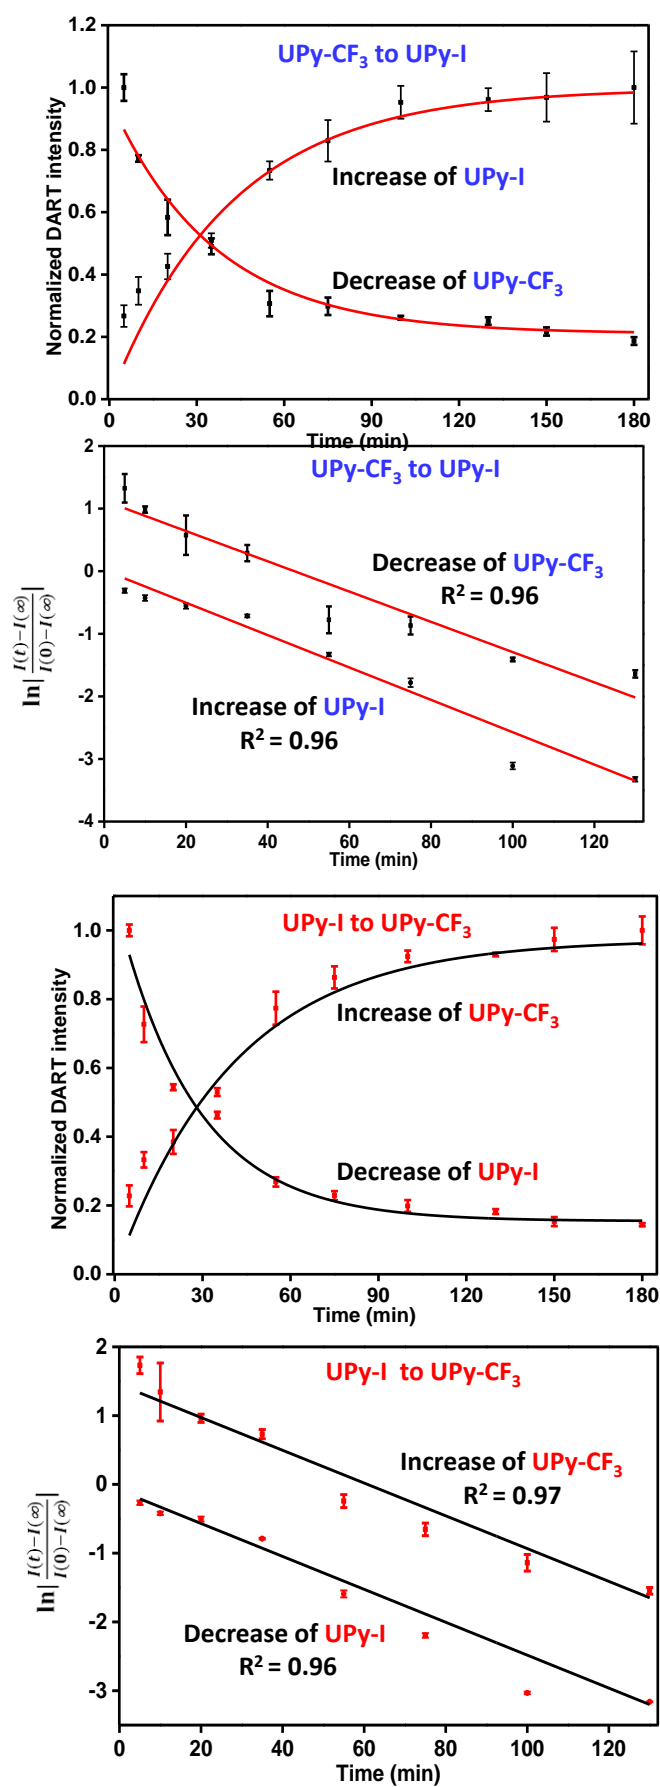 UPy-CF3 to UPy-I
Normalized DART intensity
1.2
1.0
0.8
0.6
0.4
0.2
0.0
Increase of UPy-I
Decrease of UPy-CF3
0 30 60 90 120 150 180
Time (min)
UPy-CF3 to UPy-I
ln|I(t)−I(∞)/I(0)−I(∞)|
2
1
0
-1
-2
-3
-4
Decrease of UPy-CF3
R2 = 0.96
Increase of UPy-I
R2 = 0.96
0 20 40 60 80 100 120
Time (min)
UPy-I to UPy-CF3
Normalized DART intensity
1.0
0.8
0.6
0.4
0.2
0.0
Increase of UPy-CF3
Decrease of UPy-I
0 30 60 90 120 150 180
Time (min)
UPy-I to UPy-CF3
ln|I(t)−I(∞)/I(0)−I(∞)|
2
1
0
-1
-2
-3
Increase of UPy-CF3
R2 = 0.97
Decrease of UPy-I
R2 = 0.96
0 20 40 60 80 100 120
Time (min)